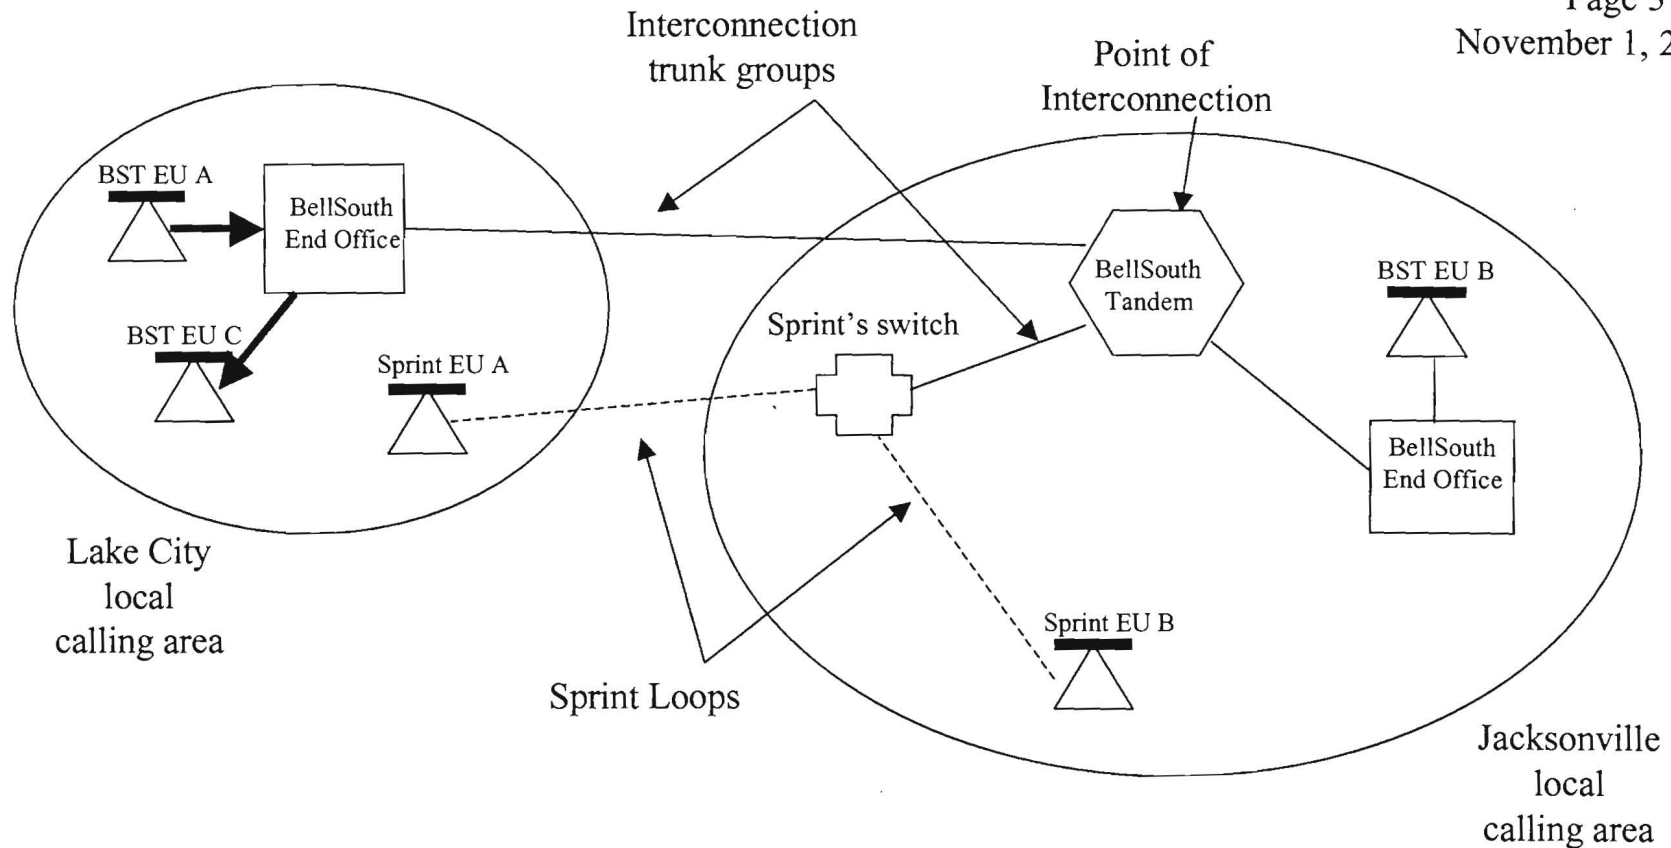 Page 3
November 1, 2
Interconnection
trunk groups
Point of
Interconnection
BST EU A
BellSouth
End Office
BST EU C
Sprint EU A
Sprint's switch
BellSouth
Tandem
BST EU B
BellSouth
End Office
Lake City
local
calling area
Sprint EU B
Sprint Loops
Jacksonville
local
calling area